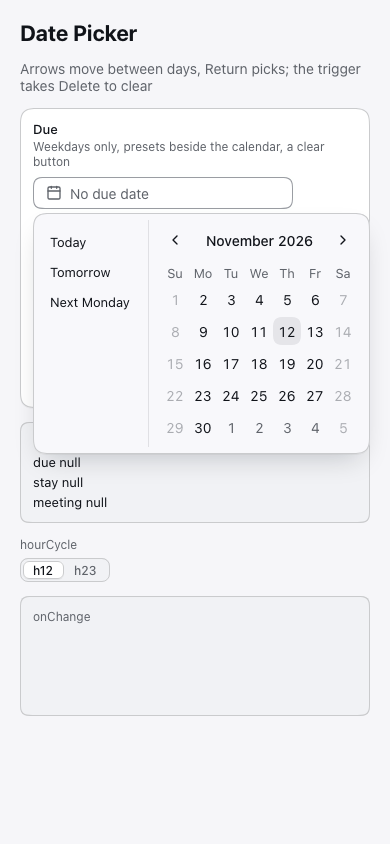 Date Picker
Arrows move between days, Return picks; the trigger
takes Delete to clear
Due
Weekdays only, presets beside the calendar, a clear
button
No due date
Today
Tomorrow
Next Monday
November 2026
Su Mo Tu We Th Fr Sa
1 2 3 4 5 6 7
8 9 10 11 12 13 14
15 16 17 18 19 20 21
22 23 24 25 26 27 28
29 30 1 2 3 4 5
due null
stay null
meeting null
hourCycle
h12 h23
onChange